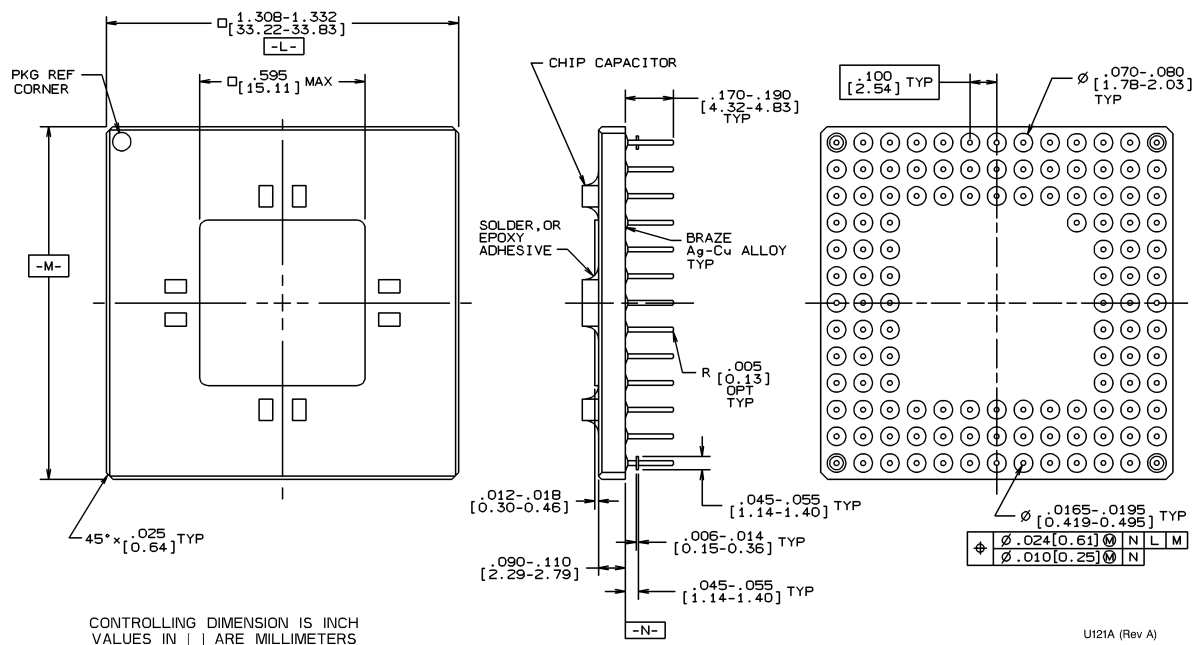 □ 1.308-1.332
[33.22-33.83]
-L-
□ .595 MAX
[15.11]
PKG REF
CORNER
-M-
45°× .025 TYP
[0.64]
CHIP CAPACITOR
.170-.190
[4.32-4.83]
TYP
SOLDER,OR
EPOXY
ADHESIVE
BRAZE
Ag-Cu ALLOY
TYP
R .005
[0.13]
OPT
TYP
.012-.018
[0.30-0.46]
.045-.055 TYP
[1.14-1.40]
.006-.014 TYP
[0.15-0.36]
.090-.110
[2.29-2.79]
.045-.055 TYP
[1.14-1.40]
-N-
.100 TYP
[2.54]
Ø .070-.080
[1.78-2.03]
TYP
Ø .0165-.0195 TYP
[0.419-0.495]
⌖ Ø .024[0.61] Ⓜ N L M
Ø .010[0.25] Ⓜ N
CONTROLLING DIMENSION IS INCH
VALUES IN [ ] ARE MILLIMETERS
U121A (Rev A)